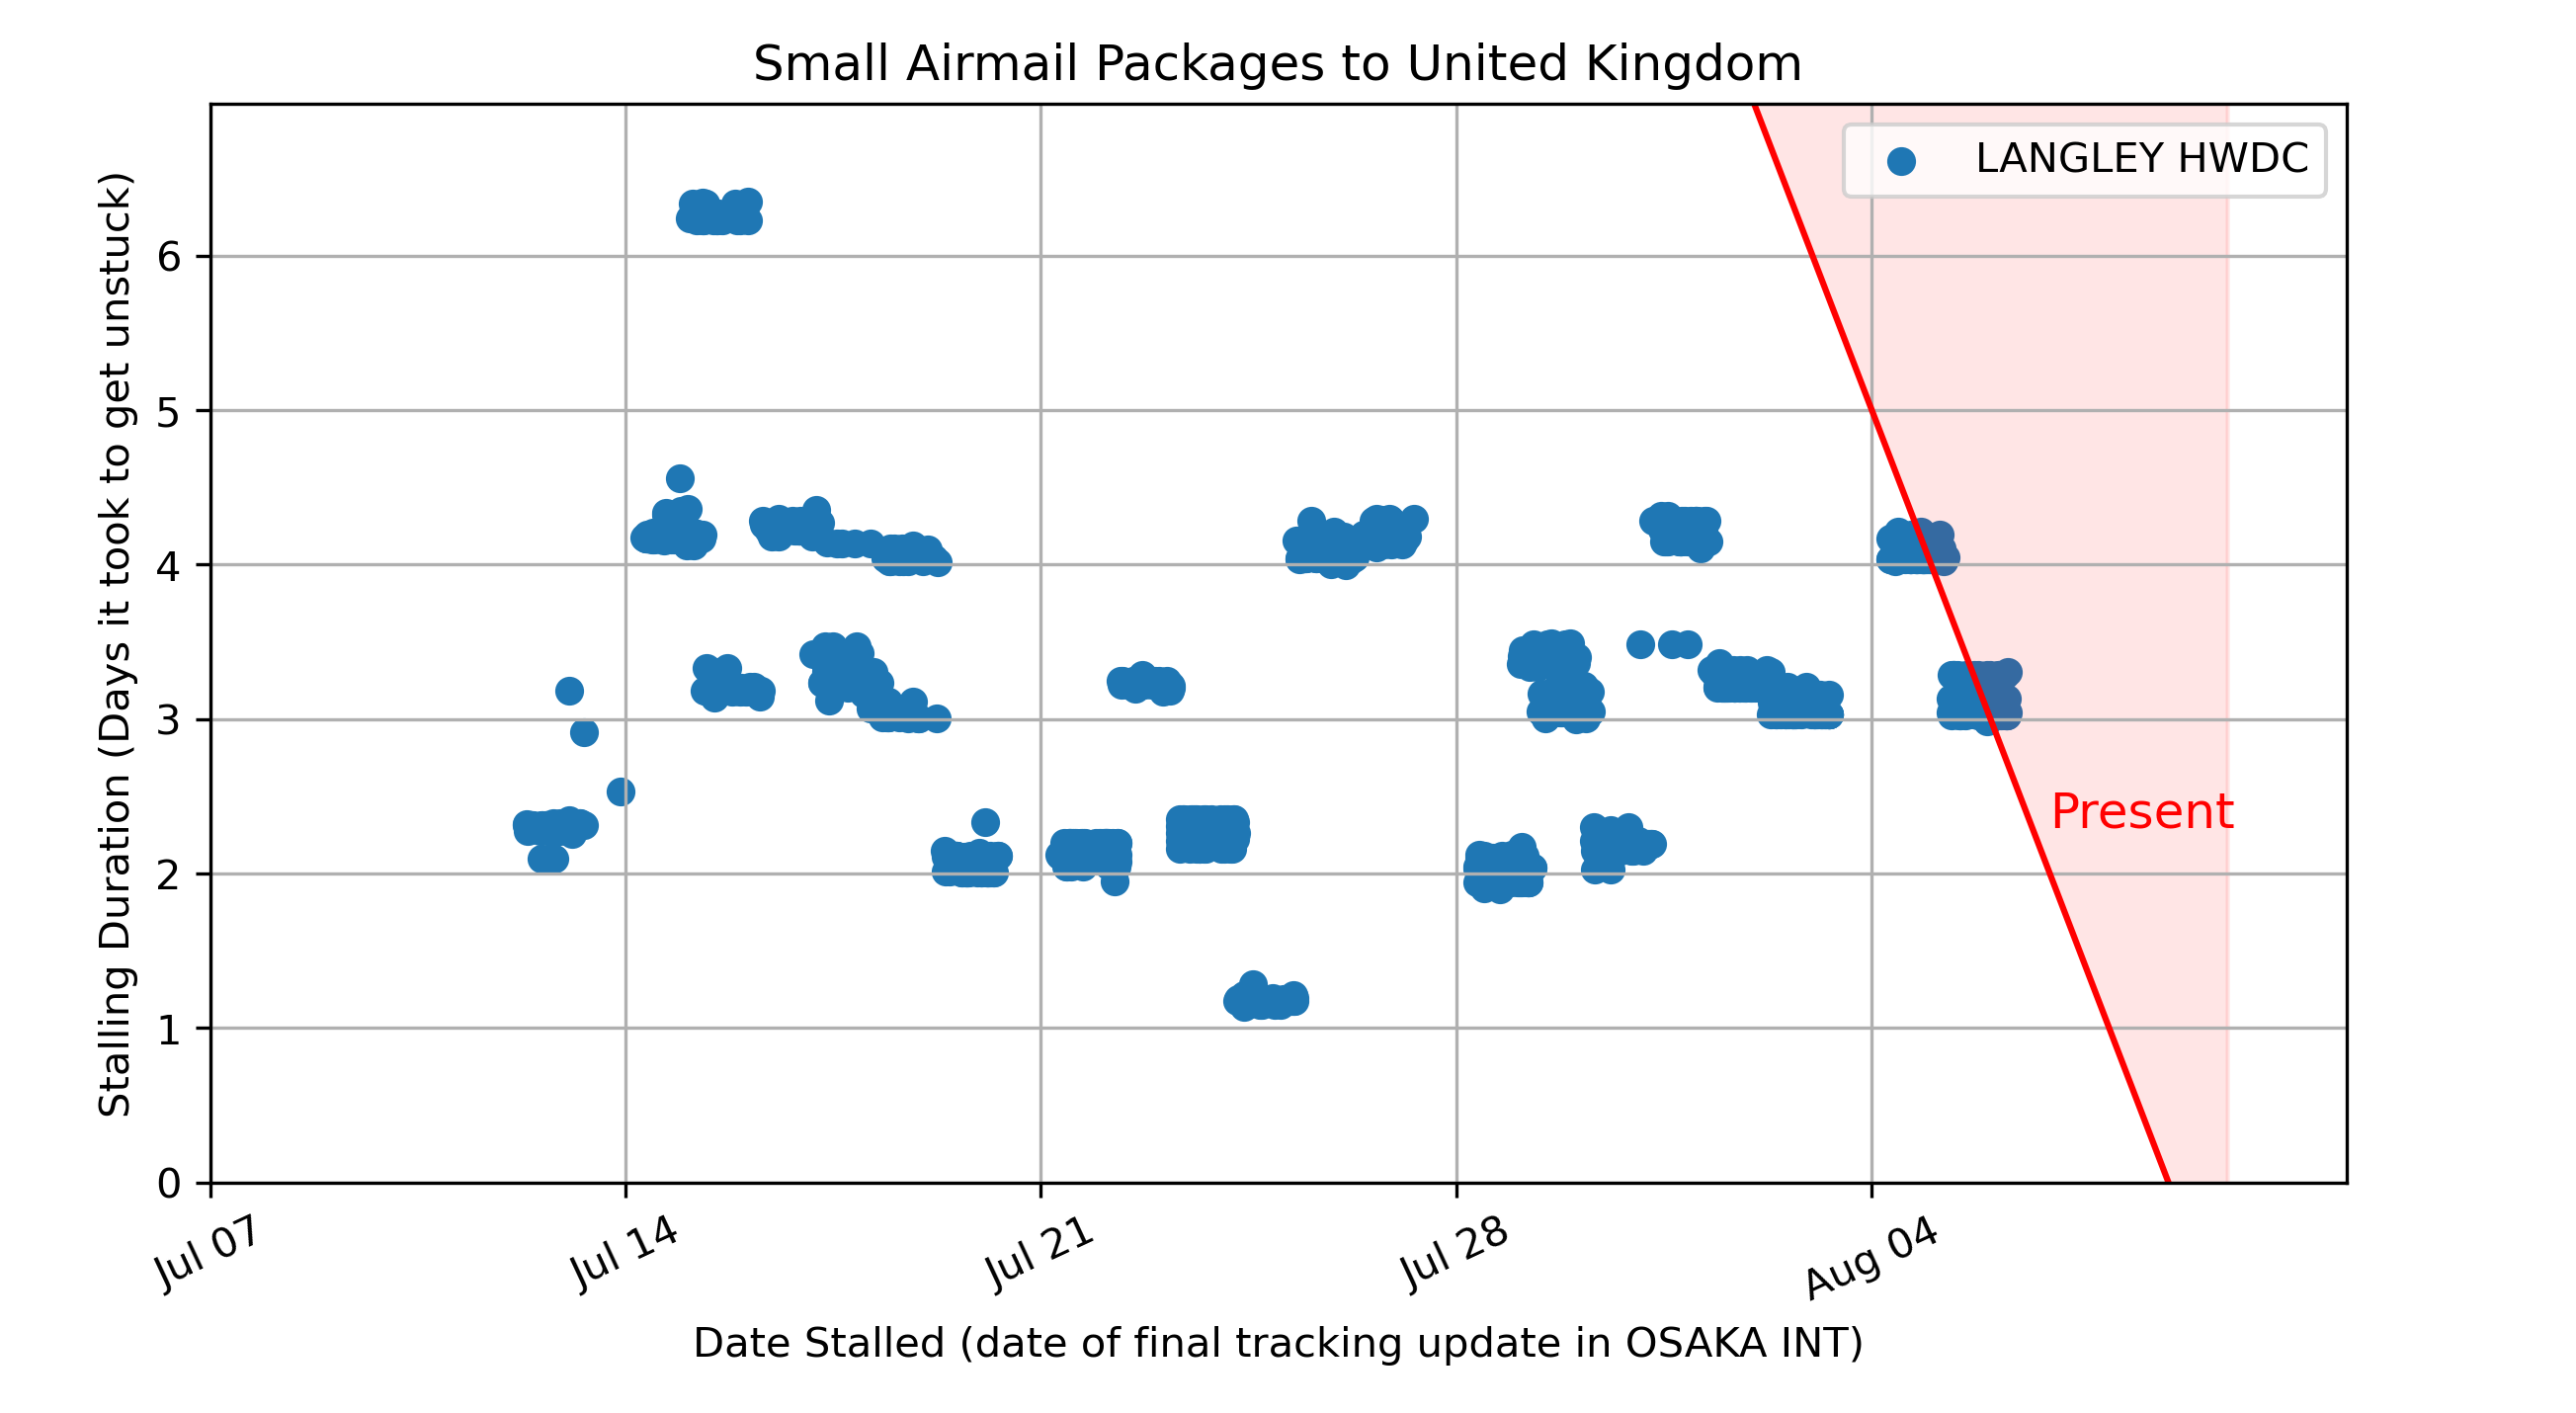 Small Airmail Packages to United Kingdom
LANGLEY HWDC
Stalling Duration (Days it took to get unstuck)
6
5
4
3
2
1
0
Present
Jul 07
Jul 14
Jul 21
Jul 28
Aug 04
Date Stalled (date of final tracking update in OSAKA INT)